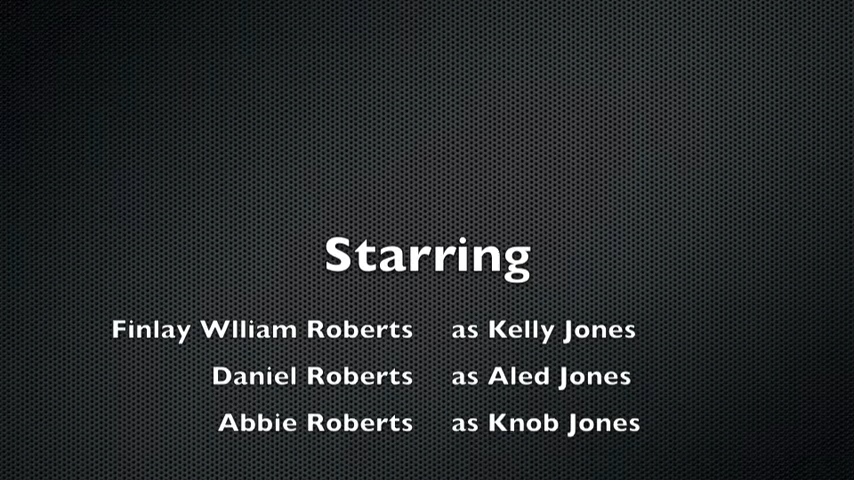 Starring
Finlay Wlliam Roberts as Kelly Jones
Daniel Roberts as Aled Jones
Abbie Roberts as Knob Jones